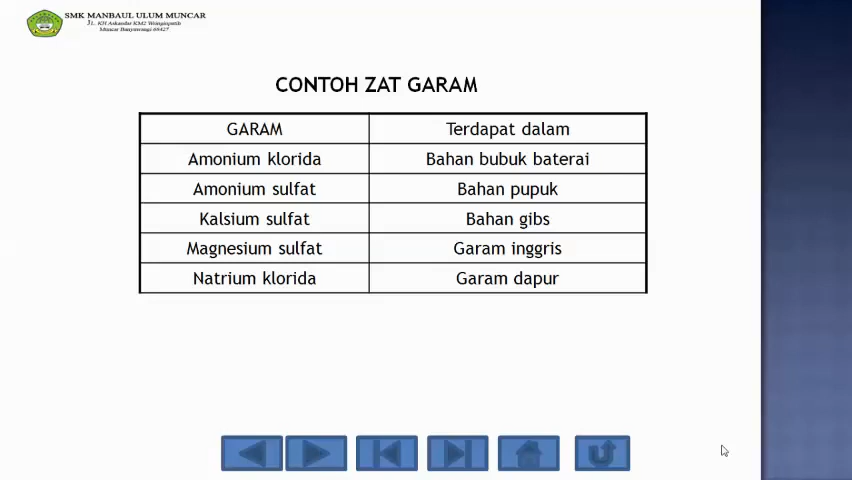 SMK MANBAUL ULUM MUNCAR
Jl. KH Askandar KM2 Wringinputih
Muncar Banyuwangi 68427
CONTOH ZAT GARAM
GARAM Terdapat dalam
Amonium klorida Bahan bubuk baterai
Amonium sulfat Bahan pupuk
Kalsium sulfat Bahan gibs
Magnesium sulfat Garam inggris
Natrium klorida Garam dapur